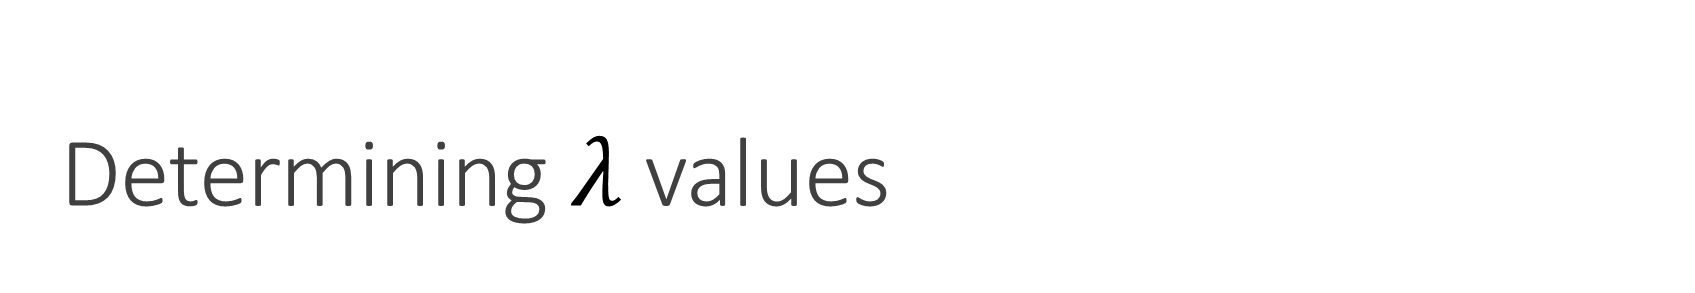 Determining λ values